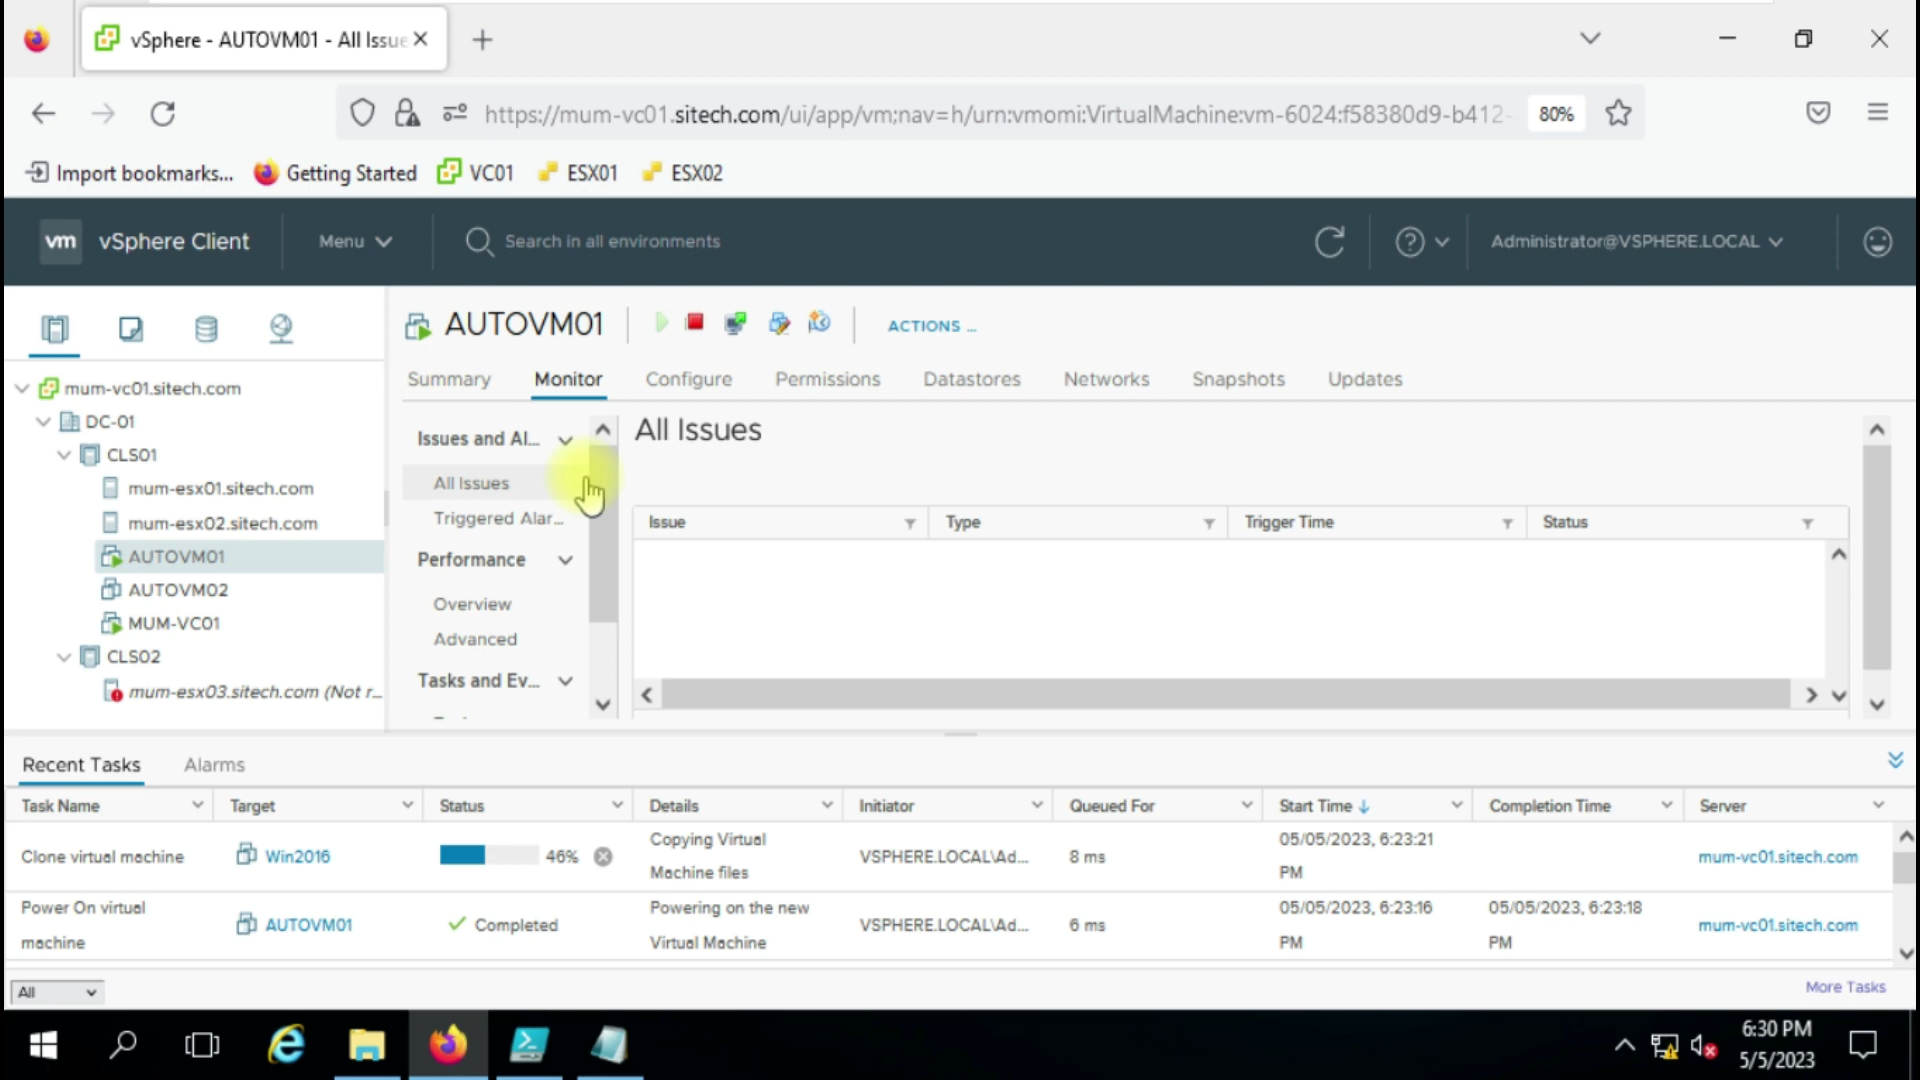 vSphere - AUTOVM01 - All Issue
https://mum-vc01.sitech.com/ui/app/vm;nav=h/urn:vmomi:VirtualMachine:vm-6024:f58380d9-b412-
80%
Import bookmarks...
Getting Started
VC01
ESX01
ESX02
vm
vSphere Client
Menu
Search in all environments
Administrator@VSPHERE.LOCAL
mum-vc01.sitech.com
DC-01
CLS01
mum-esx01.sitech.com
mum-esx02.sitech.com
AUTOVM01
AUTOVM02
MUM-VC01
CLS02
mum-esx03.sitech.com (Not r...
AUTOVM01
ACTIONS ...
Summary
Monitor
Configure
Permissions
Datastores
Networks
Snapshots
Updates
Issues and Al...
All Issues
Triggered Alar...
Performance
Overview
Advanced
Tasks and Ev...
All Issues
Issue
Type
Trigger Time
Status
Recent Tasks
Alarms
Task Name
Target
Status
Details
Initiator
Queued For
Start Time
Completion Time
Server
Clone virtual machine
Win2016
46%
Copying Virtual
Machine files
VSPHERE.LOCAL\Ad...
8 ms
05/05/2023, 6:23:21
PM
mum-vc01.sitech.com
Power On virtual
machine
AUTOVM01
Completed
Powering on the new
Virtual Machine
VSPHERE.LOCAL\Ad...
6 ms
05/05/2023, 6:23:16
PM
05/05/2023, 6:23:18
PM
mum-vc01.sitech.com
All
More Tasks
6:30 PM
5/5/2023